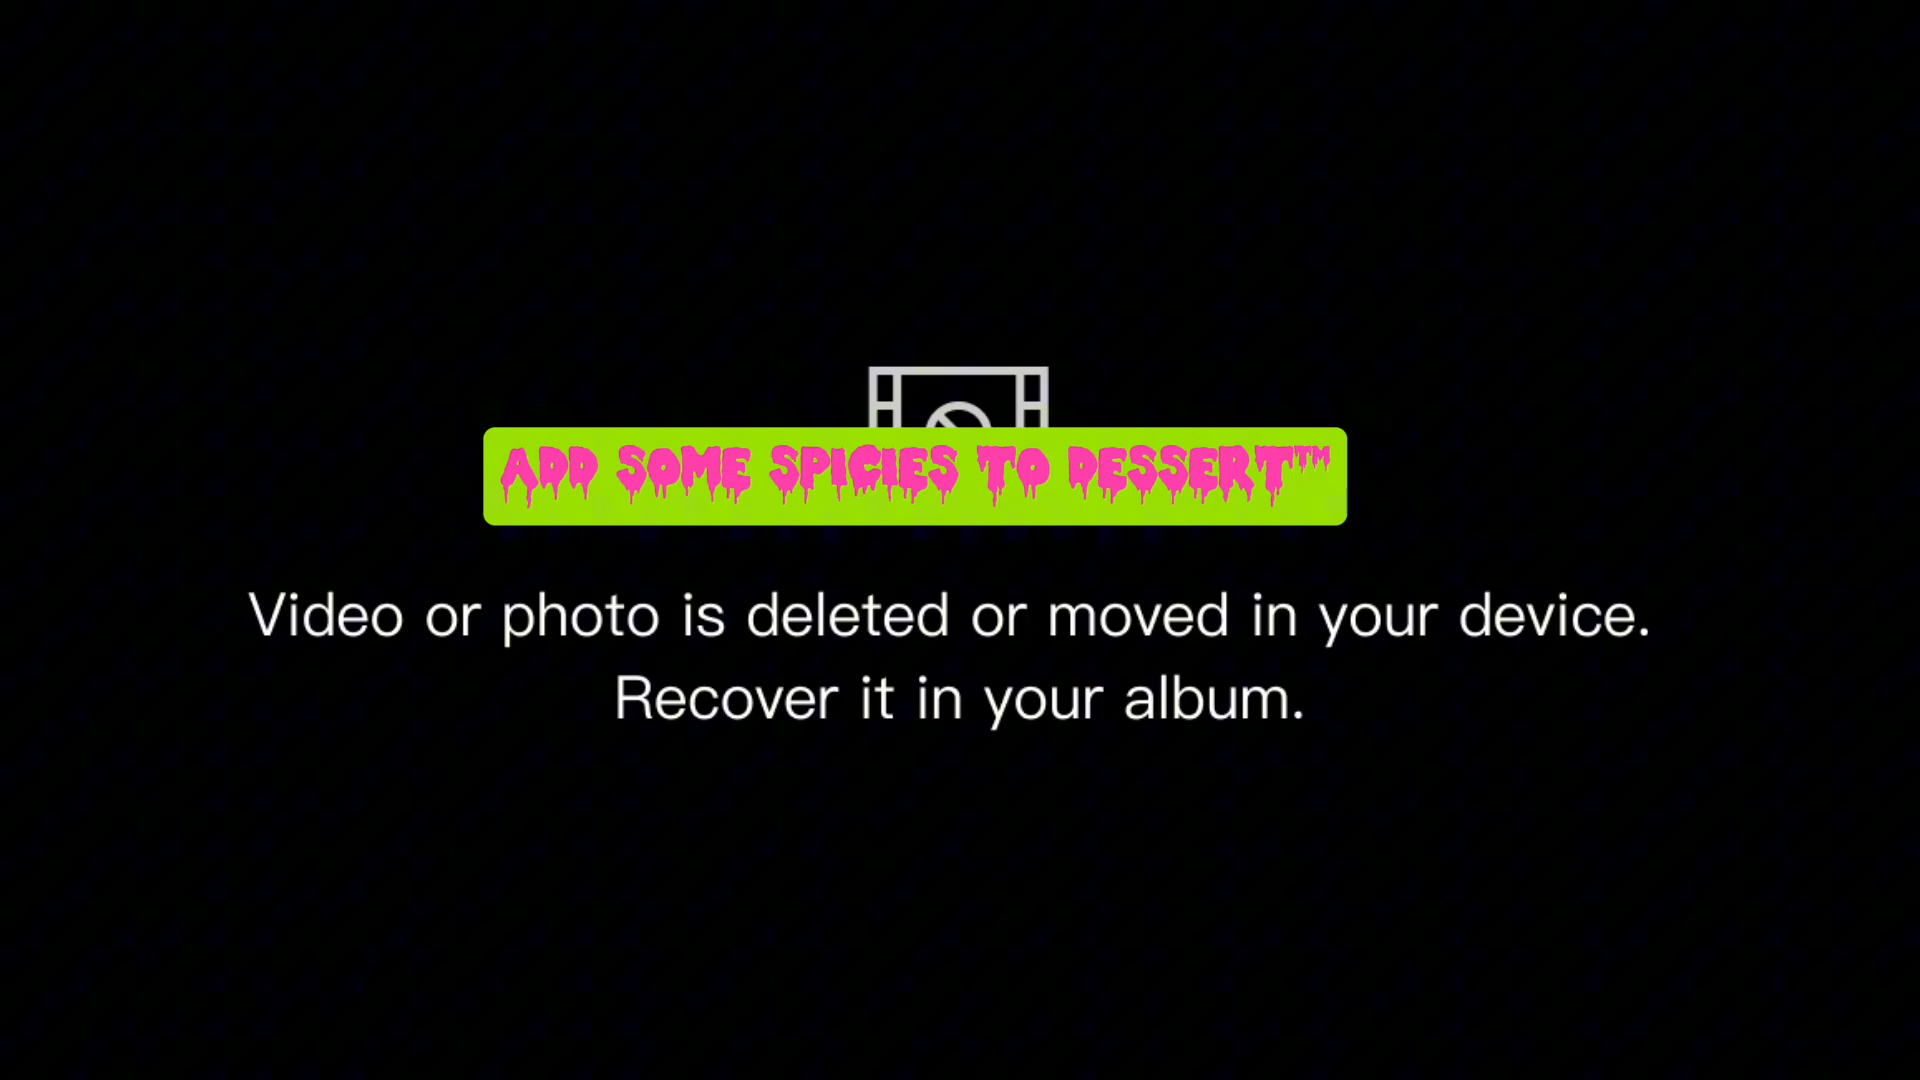 ADD SOME SPICIES TO DESSERT™
Video or photo is deleted or moved in your device.
Recover it in your album.